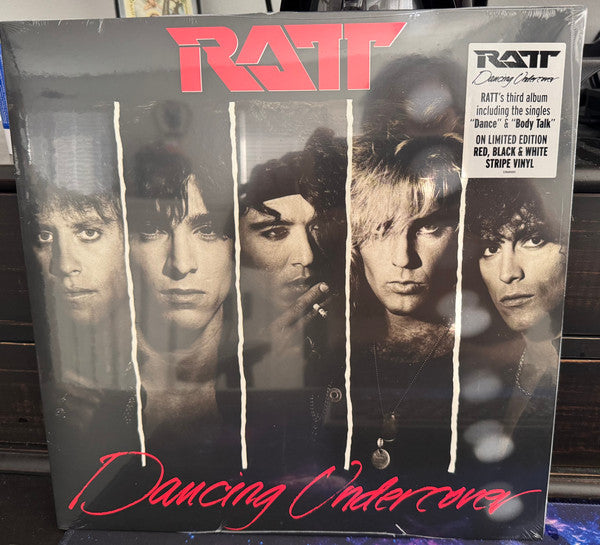 RATT
RATT
Dancing Undercover
RATT's third album
including the singles
"Dance" & "Body Talk"
ON LIMITED EDITION
RED, BLACK & WHITE
STRIPE VINYL
Dancing Undercover